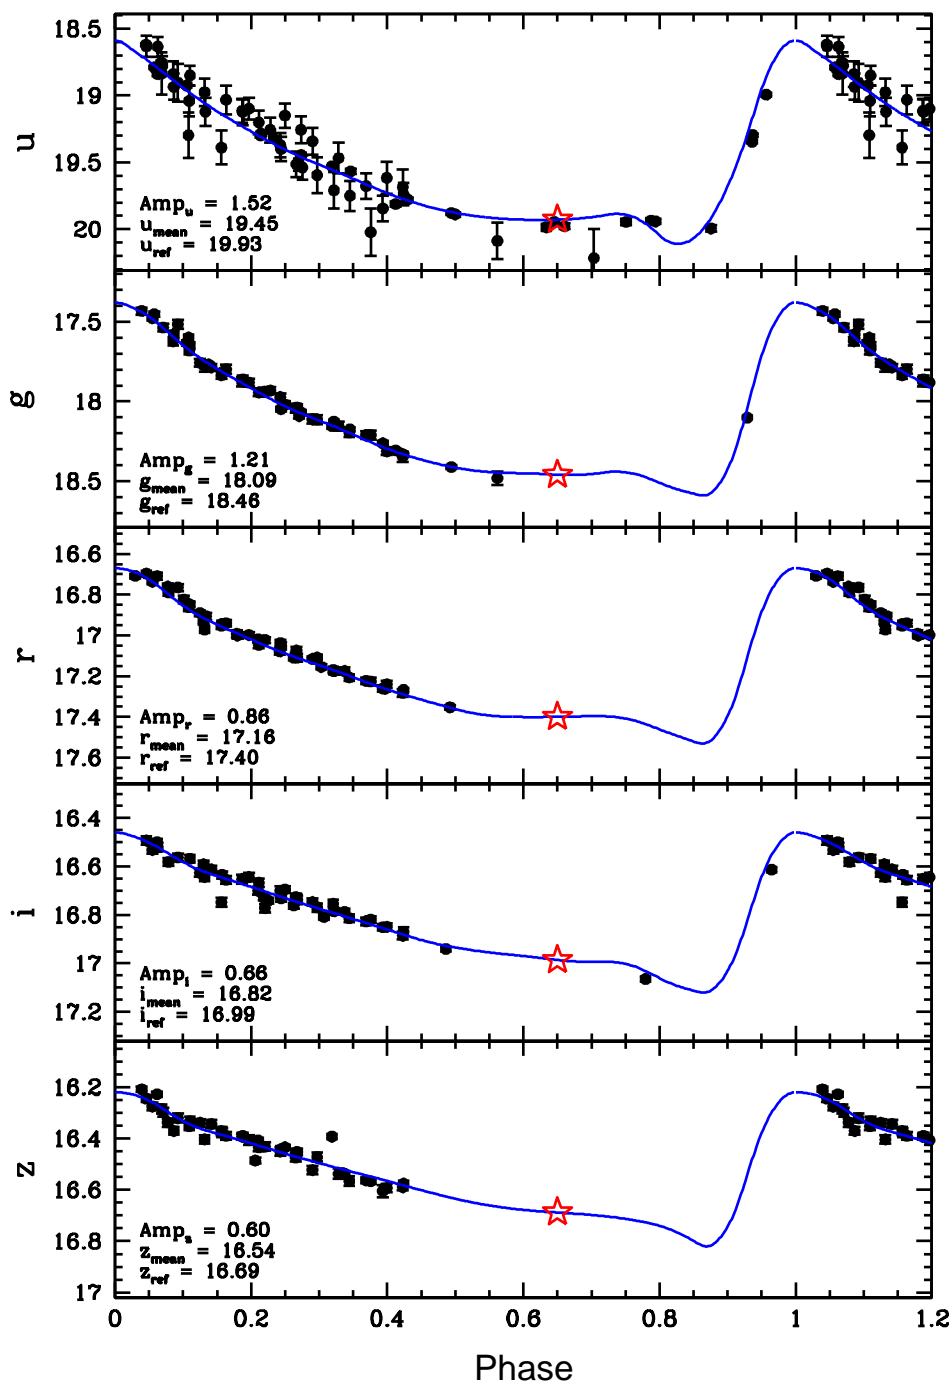 18.5
19
19.5
20
u
Amp_u = 1.52
u_mean = 19.45
u_ref = 19.93
17.5
18
18.5
g
Amp_g = 1.21
g_mean = 18.09
g_ref = 18.46
16.6
16.8
17
17.2
17.4
17.6
r
Amp_r = 0.86
r_mean = 17.16
r_ref = 17.40
16.4
16.6
16.8
17
17.2
i
Amp_i = 0.66
i_mean = 16.82
i_ref = 16.99
16.2
16.4
16.6
16.8
17
z
Amp_z = 0.60
z_mean = 16.54
z_ref = 16.69
0 0.2 0.4 0.6 0.8 1 1.2
Phase